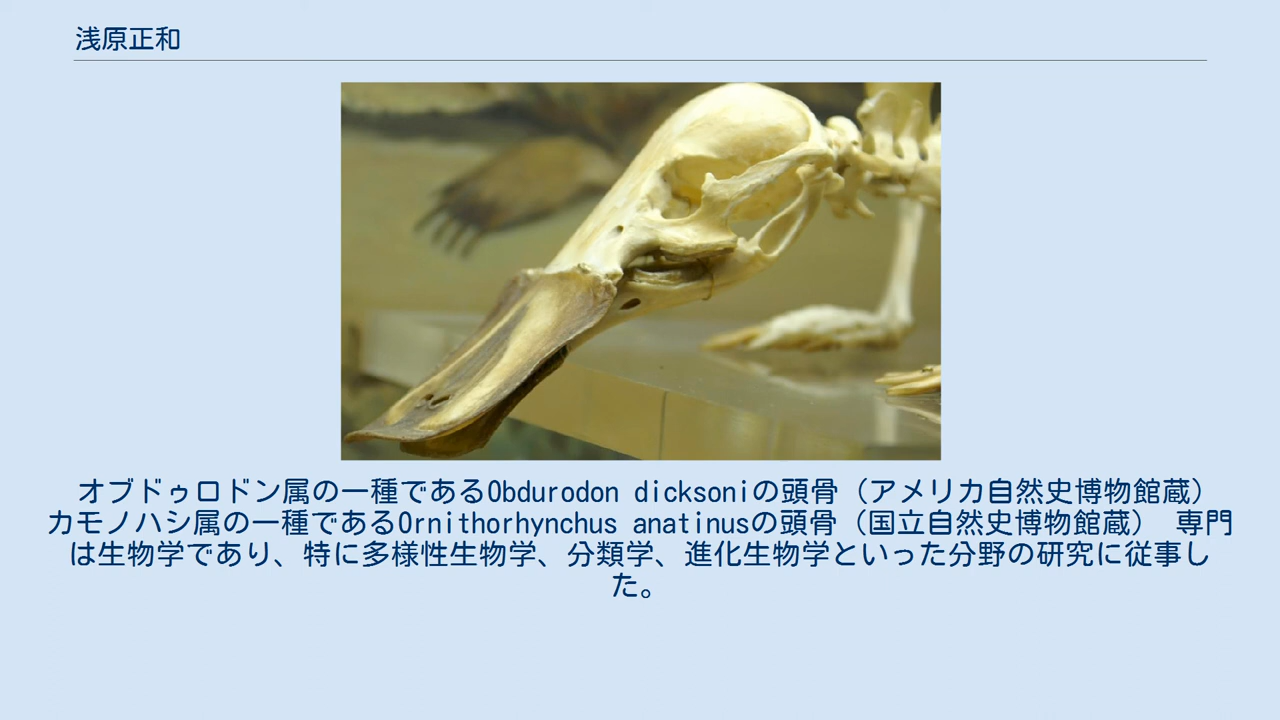 浅原正和
オブドゥロドン属の一種であるObdurodon dicksoniの頭骨（アメリカ自然史博物館蔵）
カモノハシ属の一種であるOrnithorhynchus anatinusの頭骨（国立自然史博物館蔵） 専門
は生物学であり、特に多様性生物学、分類学、進化生物学といった分野の研究に従事し
た。